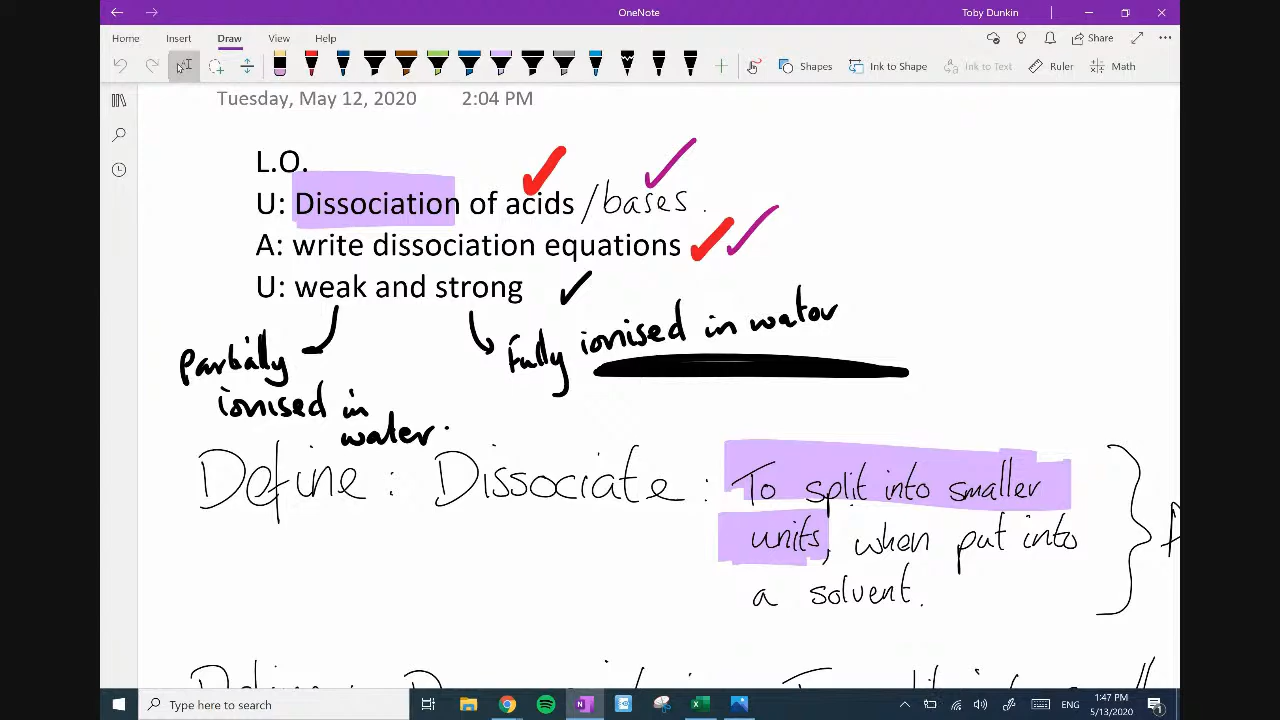 OneNote
Toby Dunkin
Home Insert Draw View Help
Share
Shapes Ink to Shape Ink to Text Ruler Math
Tuesday, May 12, 2020 2:04 PM
L.O.
U: Dissociation of acids /bases.
A: write dissociation equations
U: weak and strong
Fully ionised in water
Partially
ionised in
water.
Define: Dissociate: To split into smaller
units, when put into
a solvent.
Type here to search
ENG
1:47 PM
5/13/2020